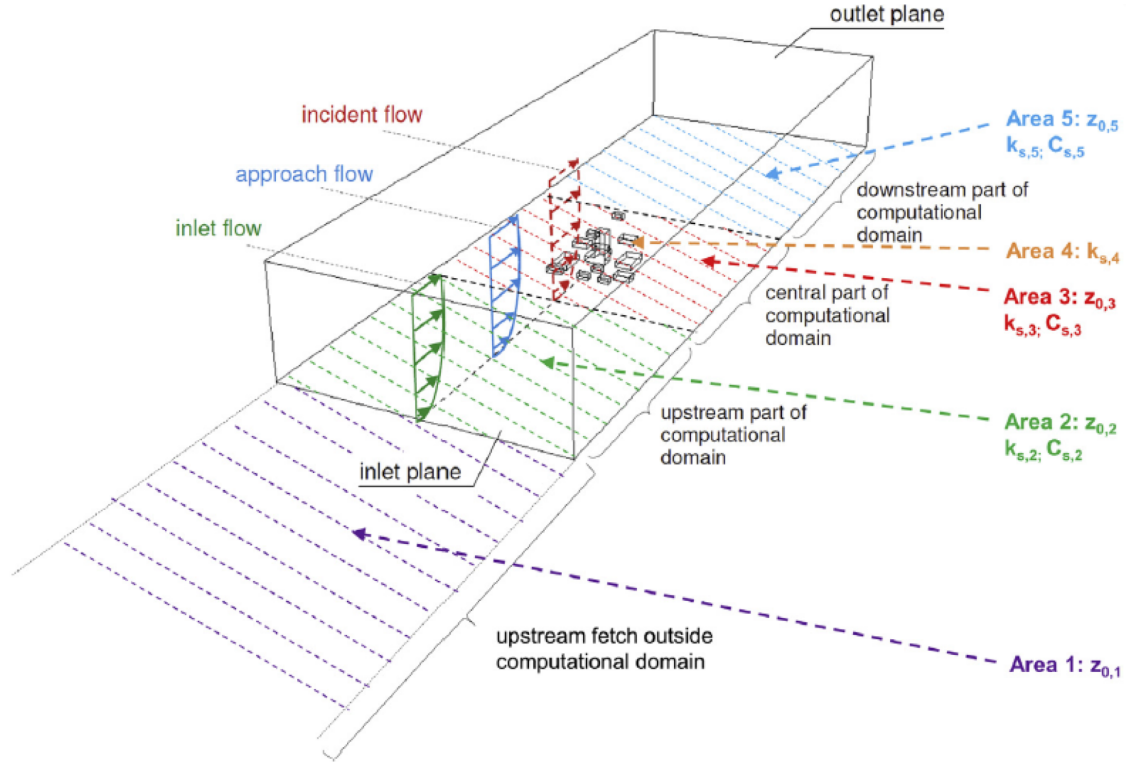 outlet plane
incident flow
approach flow
inlet flow
Area 5: z0,5
ks,5; Cs,5
downstream part of
computational
domain
Area 4: ks,4
Area 3: z0,3
ks,3; Cs,3
central part of
computational
domain
Area 2: z0,2
ks,2; Cs,2
upstream part of
computational
domain
inlet plane
upstream fetch outside
computational domain
Area 1: z0,1